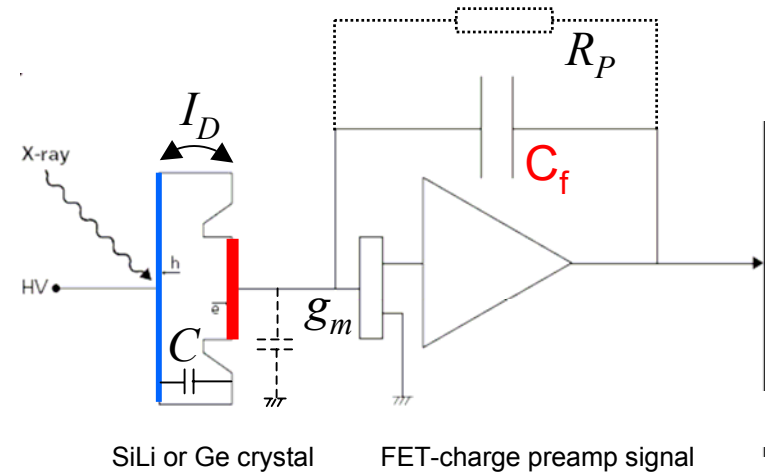 R_P
I_D
X-ray
C_f
h
HV
e
g_m
C
SiLi or Ge crystal
FET-charge preamp signal